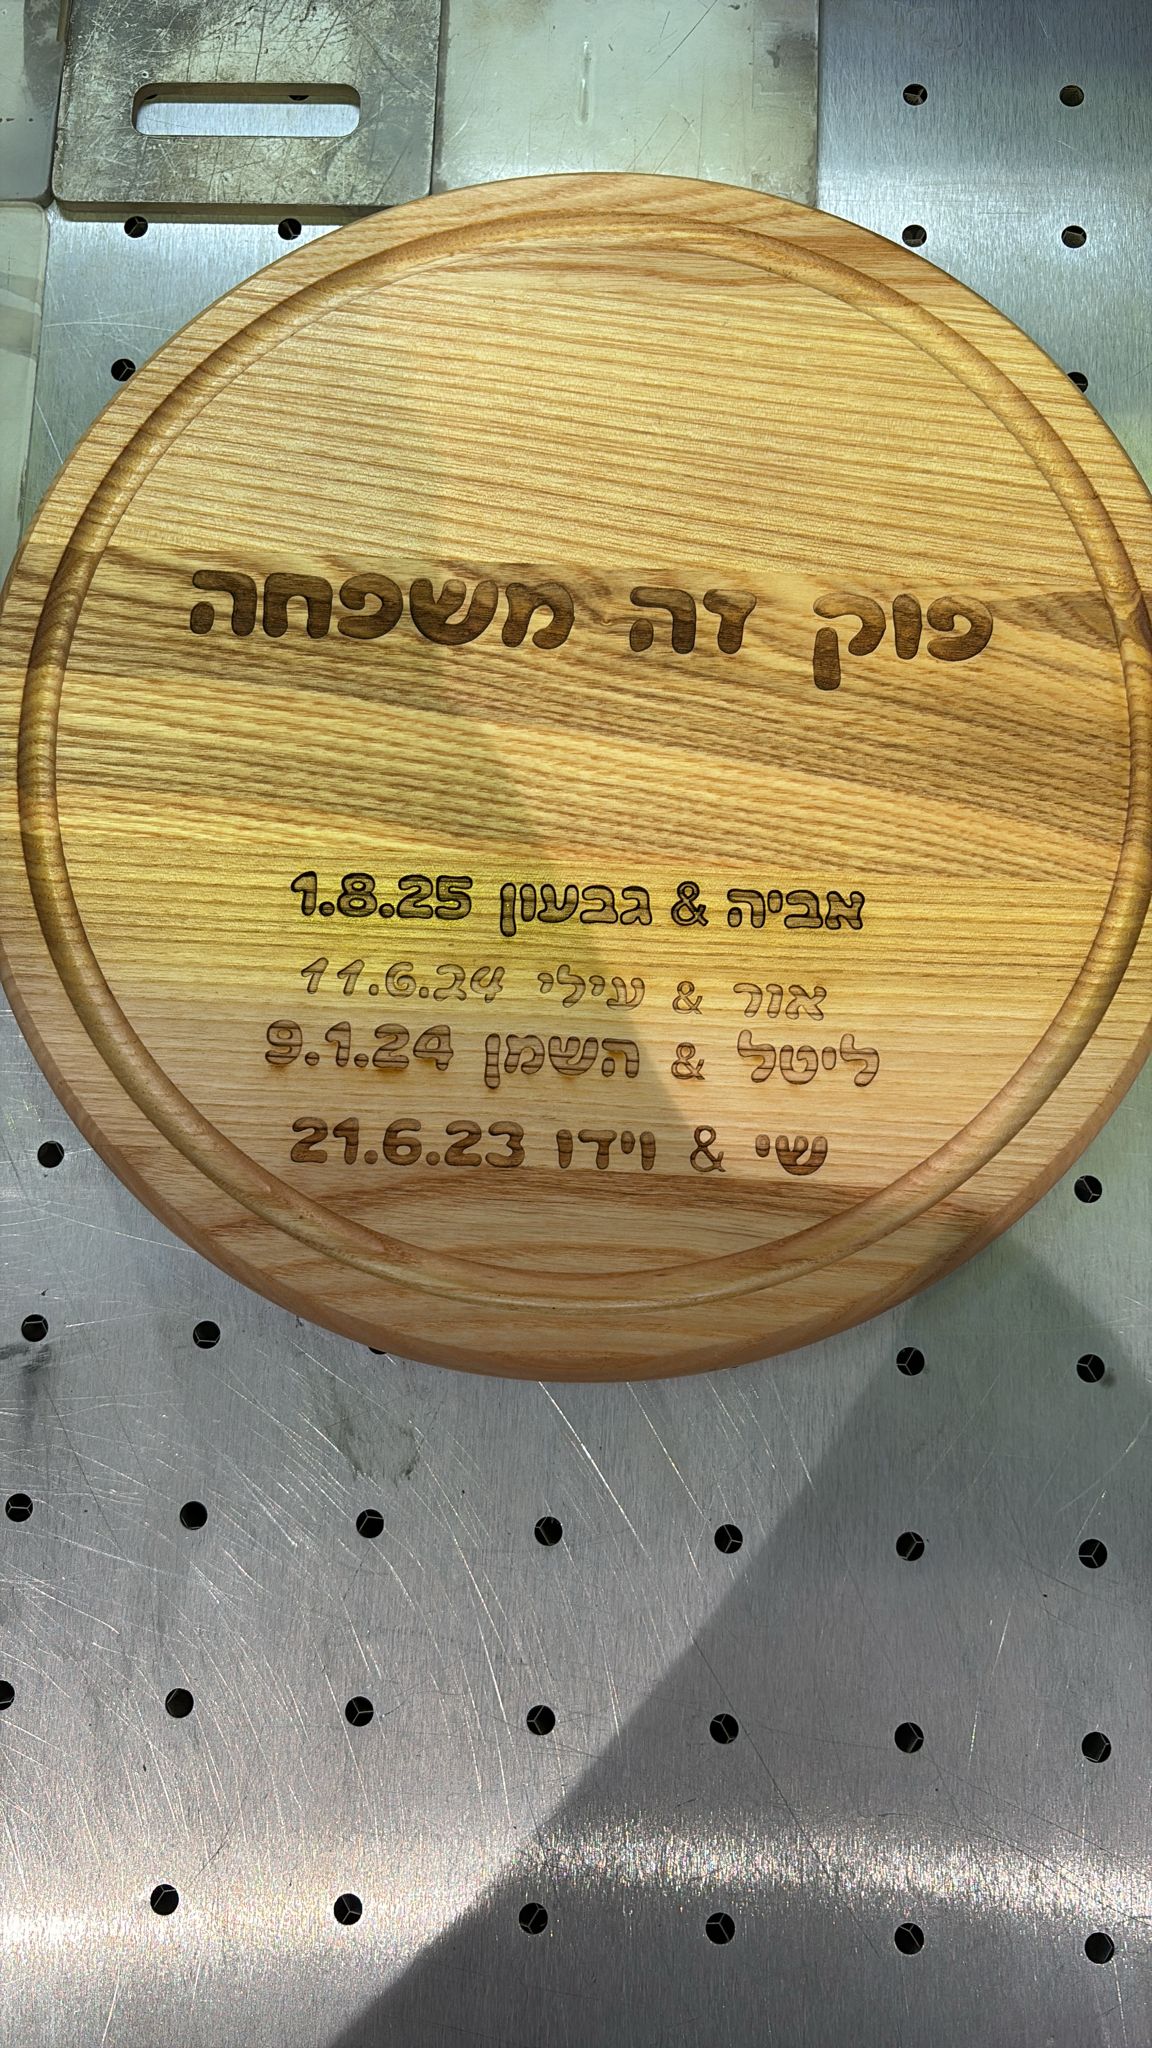 פוק דה משפחה
אביה & גבעון 1.8.25
אור & עילי 11.6.24
ליטל & השמן 9.1.24
שי & וידו 21.6.23